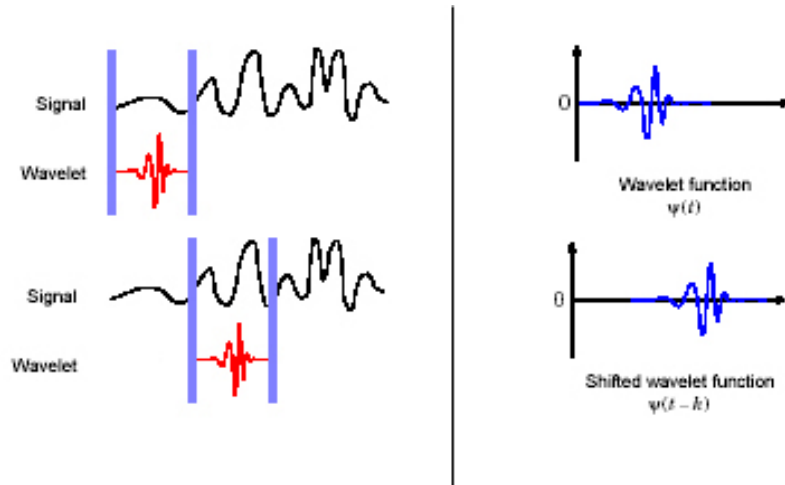 Signal
Wavelet
Signal
Wavelet
0
Wavelet function
ψ(t)
0
Shifted wavelet function
ψ(t – k)